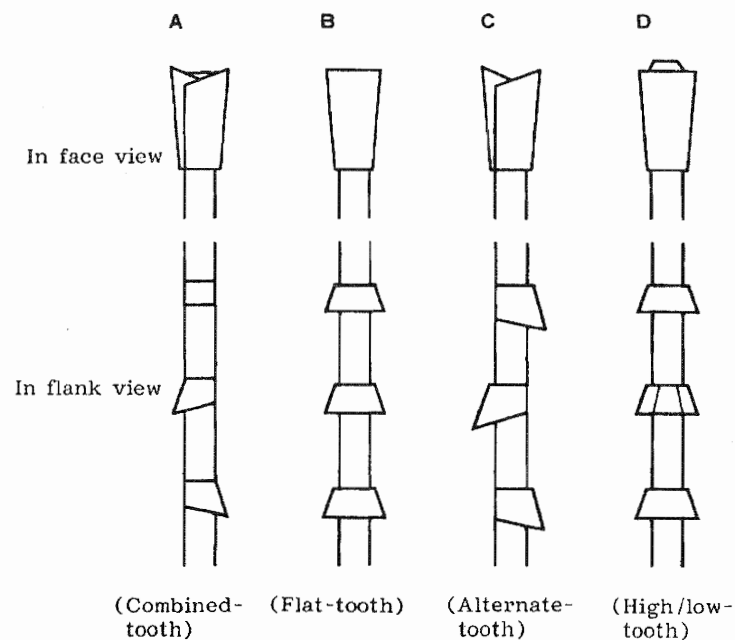 A B C D
In face view
In flank view
(Combined-
tooth)
(Flat-tooth)
(Alternate-
tooth)
(High/low-
tooth)